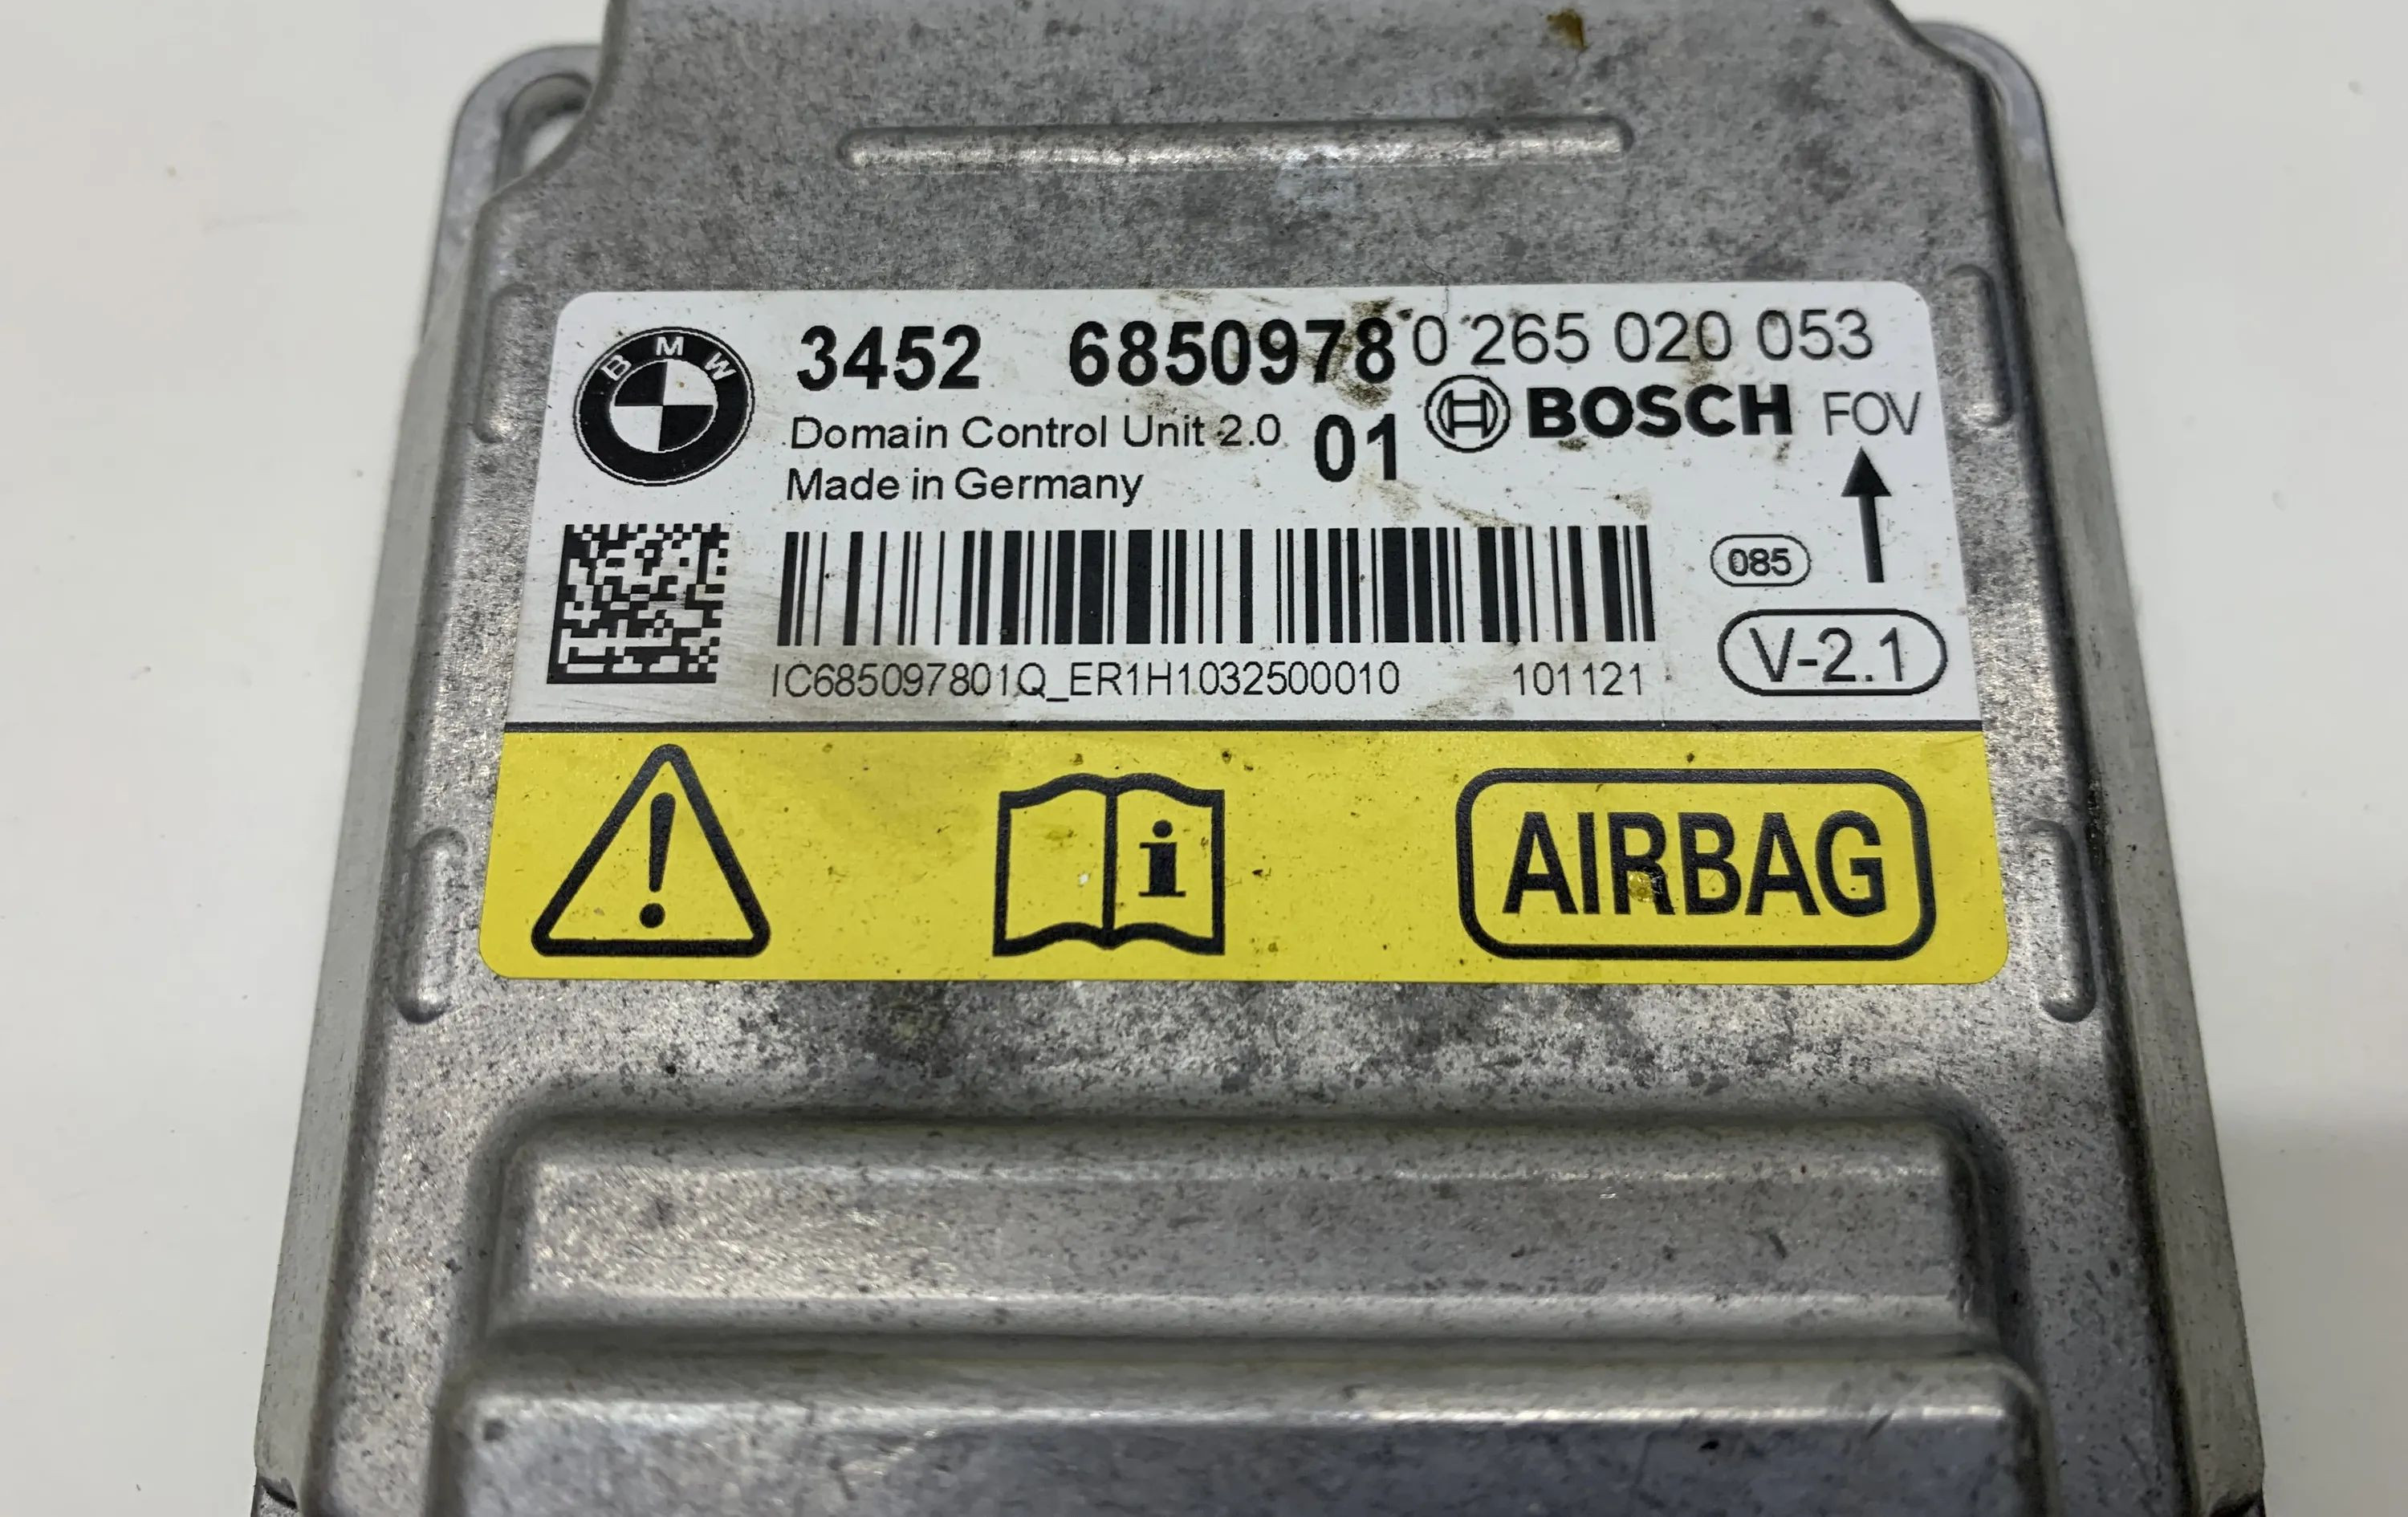 BMW
3452 6850978 0 265 020 053
Domain Control Unit 2.0 01 BOSCH FOV
Made in Germany
085
IC685097801Q_ER1H1032500010 101121 V-2.1
! i AIRBAG